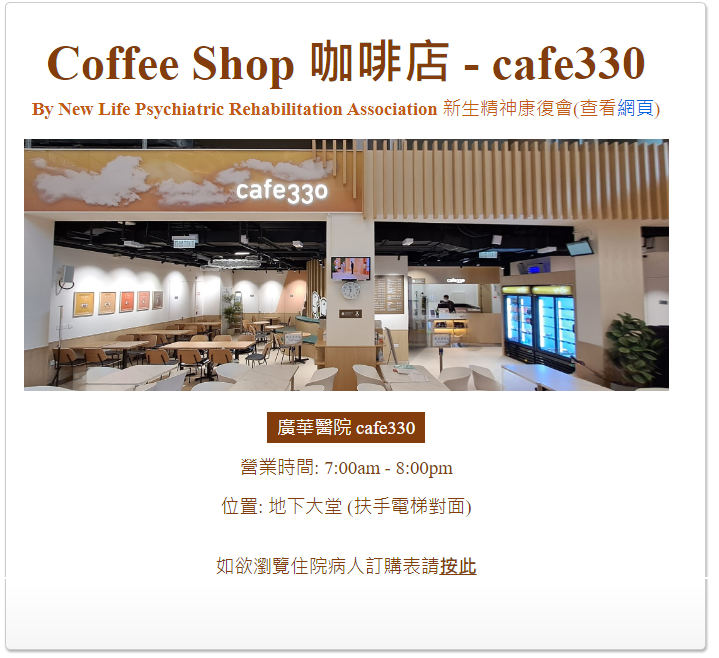 Coffee Shop 咖啡店 - cafe330
By New Life Psychiatric Rehabilitation Association 新生精神康復會(查看網頁)
cafe330
cafe330
廣華醫院 cafe330
營業時間: 7:00am - 8:00pm
位置: 地下大堂 (扶手電梯對面)
如欲瀏覽住院病人訂購表請按此